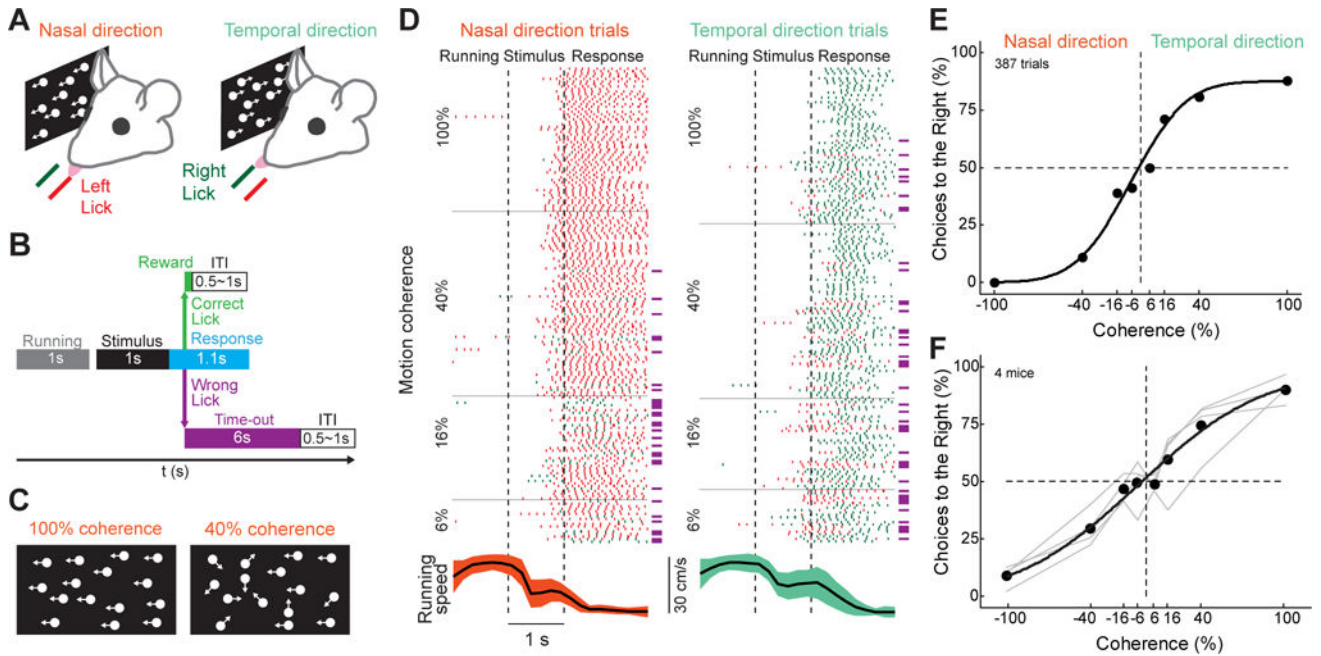 A
Nasal direction
Temporal direction
Left
Lick
Right
Lick
B
Reward
ITI
0.5~1s
Correct
Lick
Running
Stimulus
Response
1s
1s
1.1s
Wrong
Lick
Time-out
ITI
6s
0.5~1s
t (s)
C
100% coherence
40% coherence
D
Nasal direction trials
Temporal direction trials
Running
Stimulus
Response
Running
Stimulus
Response
Motion coherence
100%
40%
16%
6%
100%
40%
16%
6%
Running
speed
1 s
30 cm/s
E
Nasal direction
Temporal direction
387 trials
Choices to the Right (%)
100
75
50
25
0
-100
-40
-16
-6
6
16
40
100
Coherence (%)
F
4 mice
Choices to the Right (%)
100
75
50
25
0
-100
-40
-16
-6
6
16
40
100
Coherence (%)